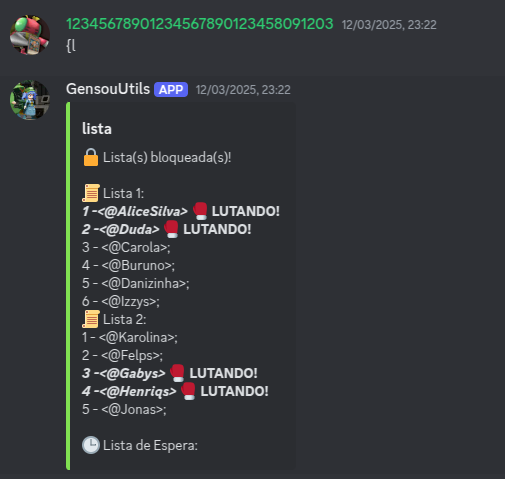 12345678901234567890123458091203 12/03/2025, 23:22
{l
GensouUtils APP 12/03/2025, 23:22
lista
🔒 Lista(s) bloqueada(s)!
📜 Lista 1:
1 -<@AliceSilva> 🥊 LUTANDO!
2 -<@Duda> 🥊 LUTANDO!
3 - <@Carola>;
4 - <@Buruno>;
5 - <@Danizinha>;
6 - <@Izzys>;
📜 Lista 2:
1 - <@Karolina>;
2 - <@Felps>;
3 -<@Gabys> 🥊 LUTANDO!
4 -<@Henriqs> 🥊 LUTANDO!
5 - <@Jonas>;
🕒 Lista de Espera: